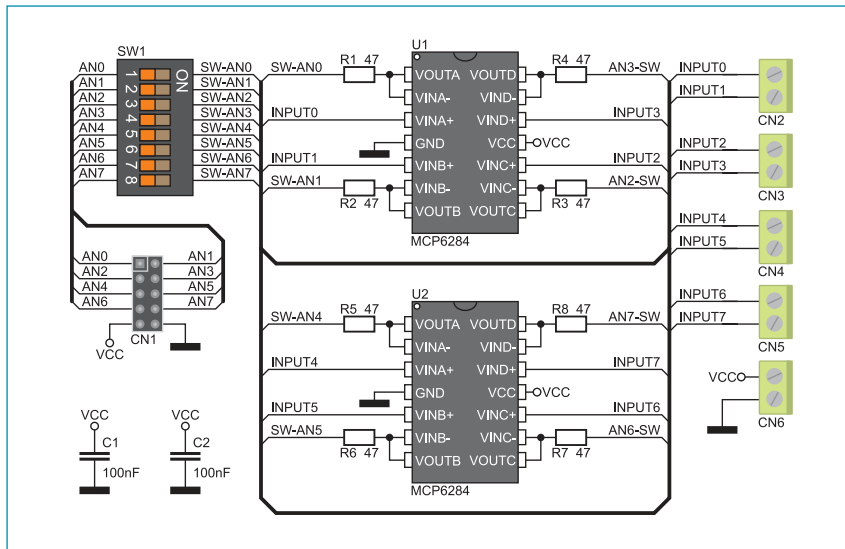 SW1
AN0 1 ON SW-AN0
AN1 2 SW-AN1
AN2 3 SW-AN2
AN3 4 SW-AN3
AN4 5 SW-AN4
AN5 6 SW-AN5
AN6 7 SW-AN6
AN7 8 SW-AN7
AN0 AN1
AN2 AN3
AN4 AN5
AN6 AN7
VCC CN1
VCC
C1
100nF
VCC
C2
100nF
U1
SW-AN0 R1 47 VOUTA VOUTD R4 47 AN3-SW
VINA- VIND-
INPUT0 VINA+ VIND+ INPUT3
GND VCC VCC
INPUT1 VINB+ VINC+ INPUT2
SW-AN1 R2 47 VINB- VINC- R3 47 AN2-SW
VOUTB VOUTC
MCP6284
U2
SW-AN4 R5 47 VOUTA VOUTD R8 47 AN7-SW
VINA- VIND-
INPUT4 VINA+ VIND+ INPUT7
GND VCC VCC
INPUT5 VINB+ VINC+ INPUT6
SW-AN5 R6 47 VINB- VINC- R7 47 AN6-SW
VOUTB VOUTC
MCP6284
INPUT0
INPUT1
CN2
INPUT2
INPUT3
CN3
INPUT4
INPUT5
CN4
INPUT6
INPUT7
CN5
VCC
CN6